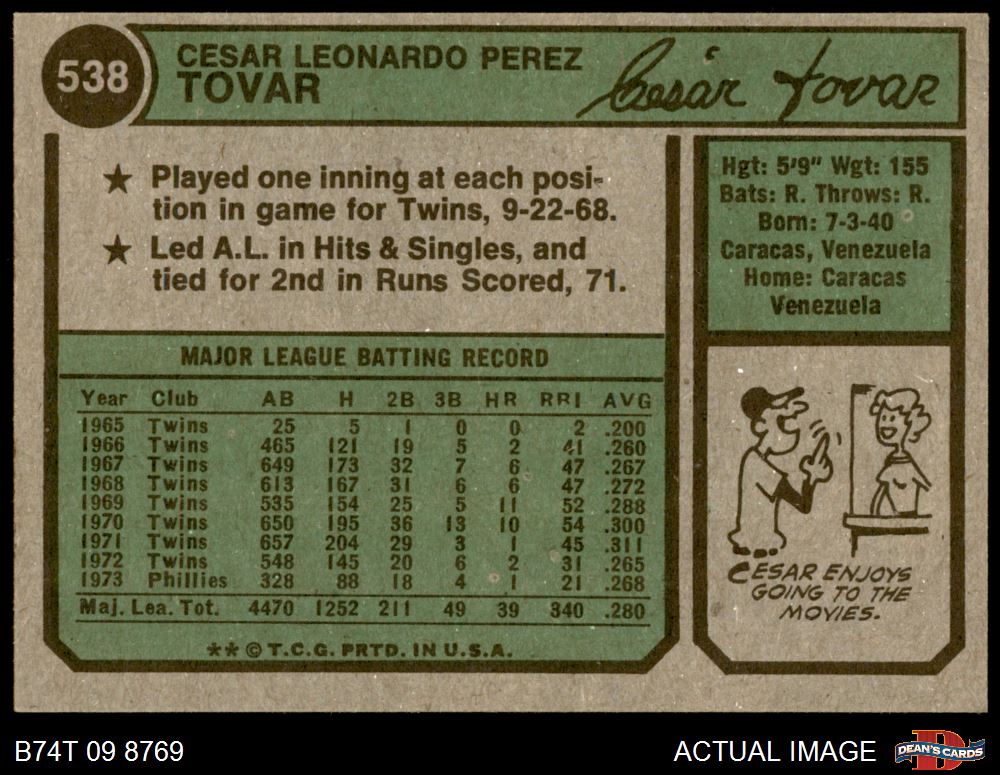 538
CESAR LEONARDO PEREZ
TOVAR
Cesar Tovar
★ Played one inning at each posi-
tion in game for Twins, 9-22-68.
★ Led A.L. in Hits & Singles, and
tied for 2nd in Runs Scored, 71.
Hgt: 5'9" Wgt: 155
Bats: R. Throws: R.
Born: 7-3-40
Caracas, Venezuela
Home: Caracas
Venezuela
MAJOR LEAGUE BATTING RECORD
Year Club AB H 2B 3B HR RBI AVG
1965 Twins 25 5 1 0 0 2 .200
1966 Twins 465 121 19 5 2 41 .260
1967 Twins 649 173 32 7 6 47 .267
1968 Twins 613 167 31 6 6 47 .272
1969 Twins 535 154 25 5 11 52 .288
1970 Twins 650 195 36 13 10 54 .300
1971 Twins 657 204 29 3 1 45 .311
1972 Twins 548 145 20 6 2 31 .265
1973 Phillies 328 88 18 4 1 21 .268
Maj. Lea. Tot. 4470 1252 211 49 39 340 .280
** © T.C.G. PRTD. IN U.S.A.
CESAR ENJOYS
GOING TO THE
MOVIES.
B74T 09 8769
ACTUAL IMAGE
DEAN'S CARDS